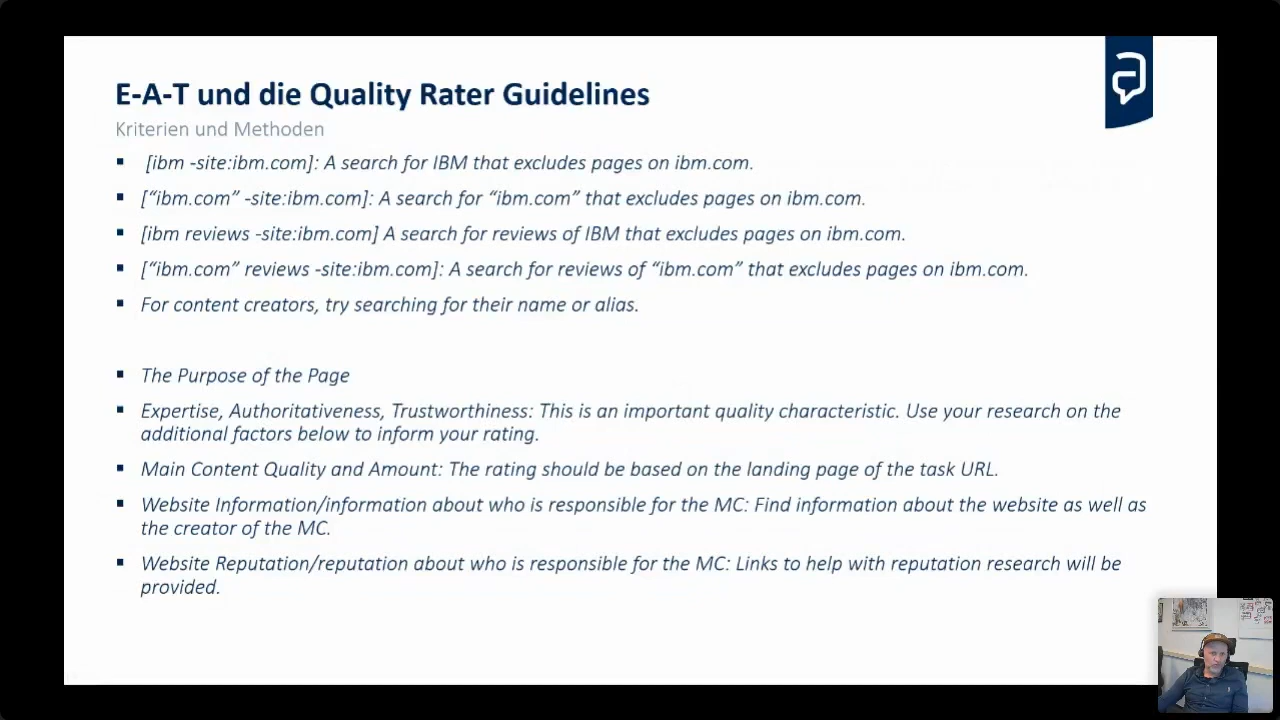 E-A-T und die Quality Rater Guidelines
Kriterien und Methoden
[ibm -site:ibm.com]: A search for IBM that excludes pages on ibm.com.
[“ibm.com” -site:ibm.com]: A search for “ibm.com” that excludes pages on ibm.com.
[ibm reviews -site:ibm.com] A search for reviews of IBM that excludes pages on ibm.com.
[“ibm.com” reviews -site:ibm.com]: A search for reviews of “ibm.com” that excludes pages on ibm.com.
For content creators, try searching for their name or alias.
The Purpose of the Page
Expertise, Authoritativeness, Trustworthiness: This is an important quality characteristic. Use your research on the
additional factors below to inform your rating.
Main Content Quality and Amount: The rating should be based on the landing page of the task URL.
Website Information/information about who is responsible for the MC: Find information about the website as well as
the creator of the MC.
Website Reputation/reputation about who is responsible for the MC: Links to help with reputation research will be
provided.